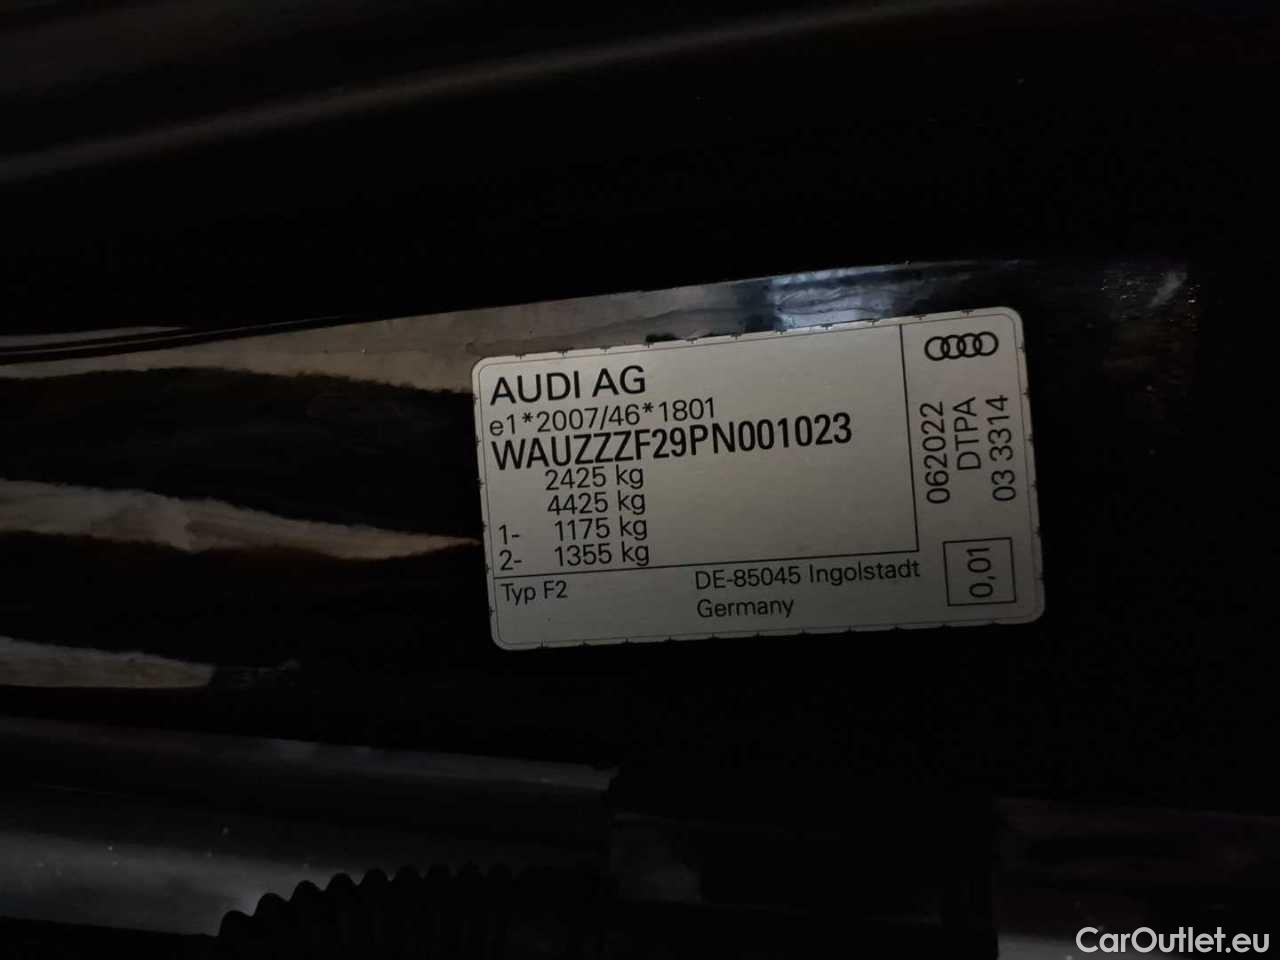 AUDI AG
e1*2007/46*1801
WAUZZZF29PN001023
2425 kg
4425 kg
1- 1175 kg
2- 1355 kg
Typ F2
DE-85045 Ingolstadt
Germany
062022
DTPA
03 3314
0,01
CarOutlet.eu